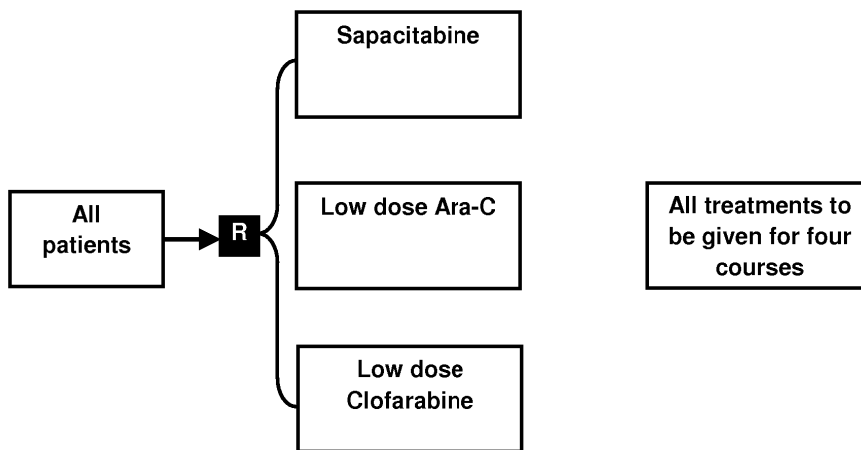 Sapacitabine
All
patients
R
Low dose Ara-C
All treatments to
be given for four
courses
Low dose
Clofarabine